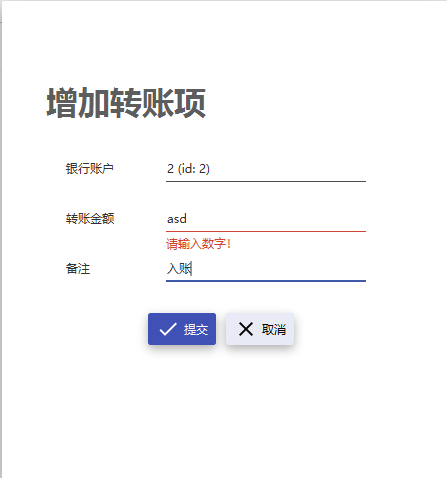 增加转账项
银行账户 2 (id: 2)
转账金额 asd
请输入数字!
备注 入账
提交 取消